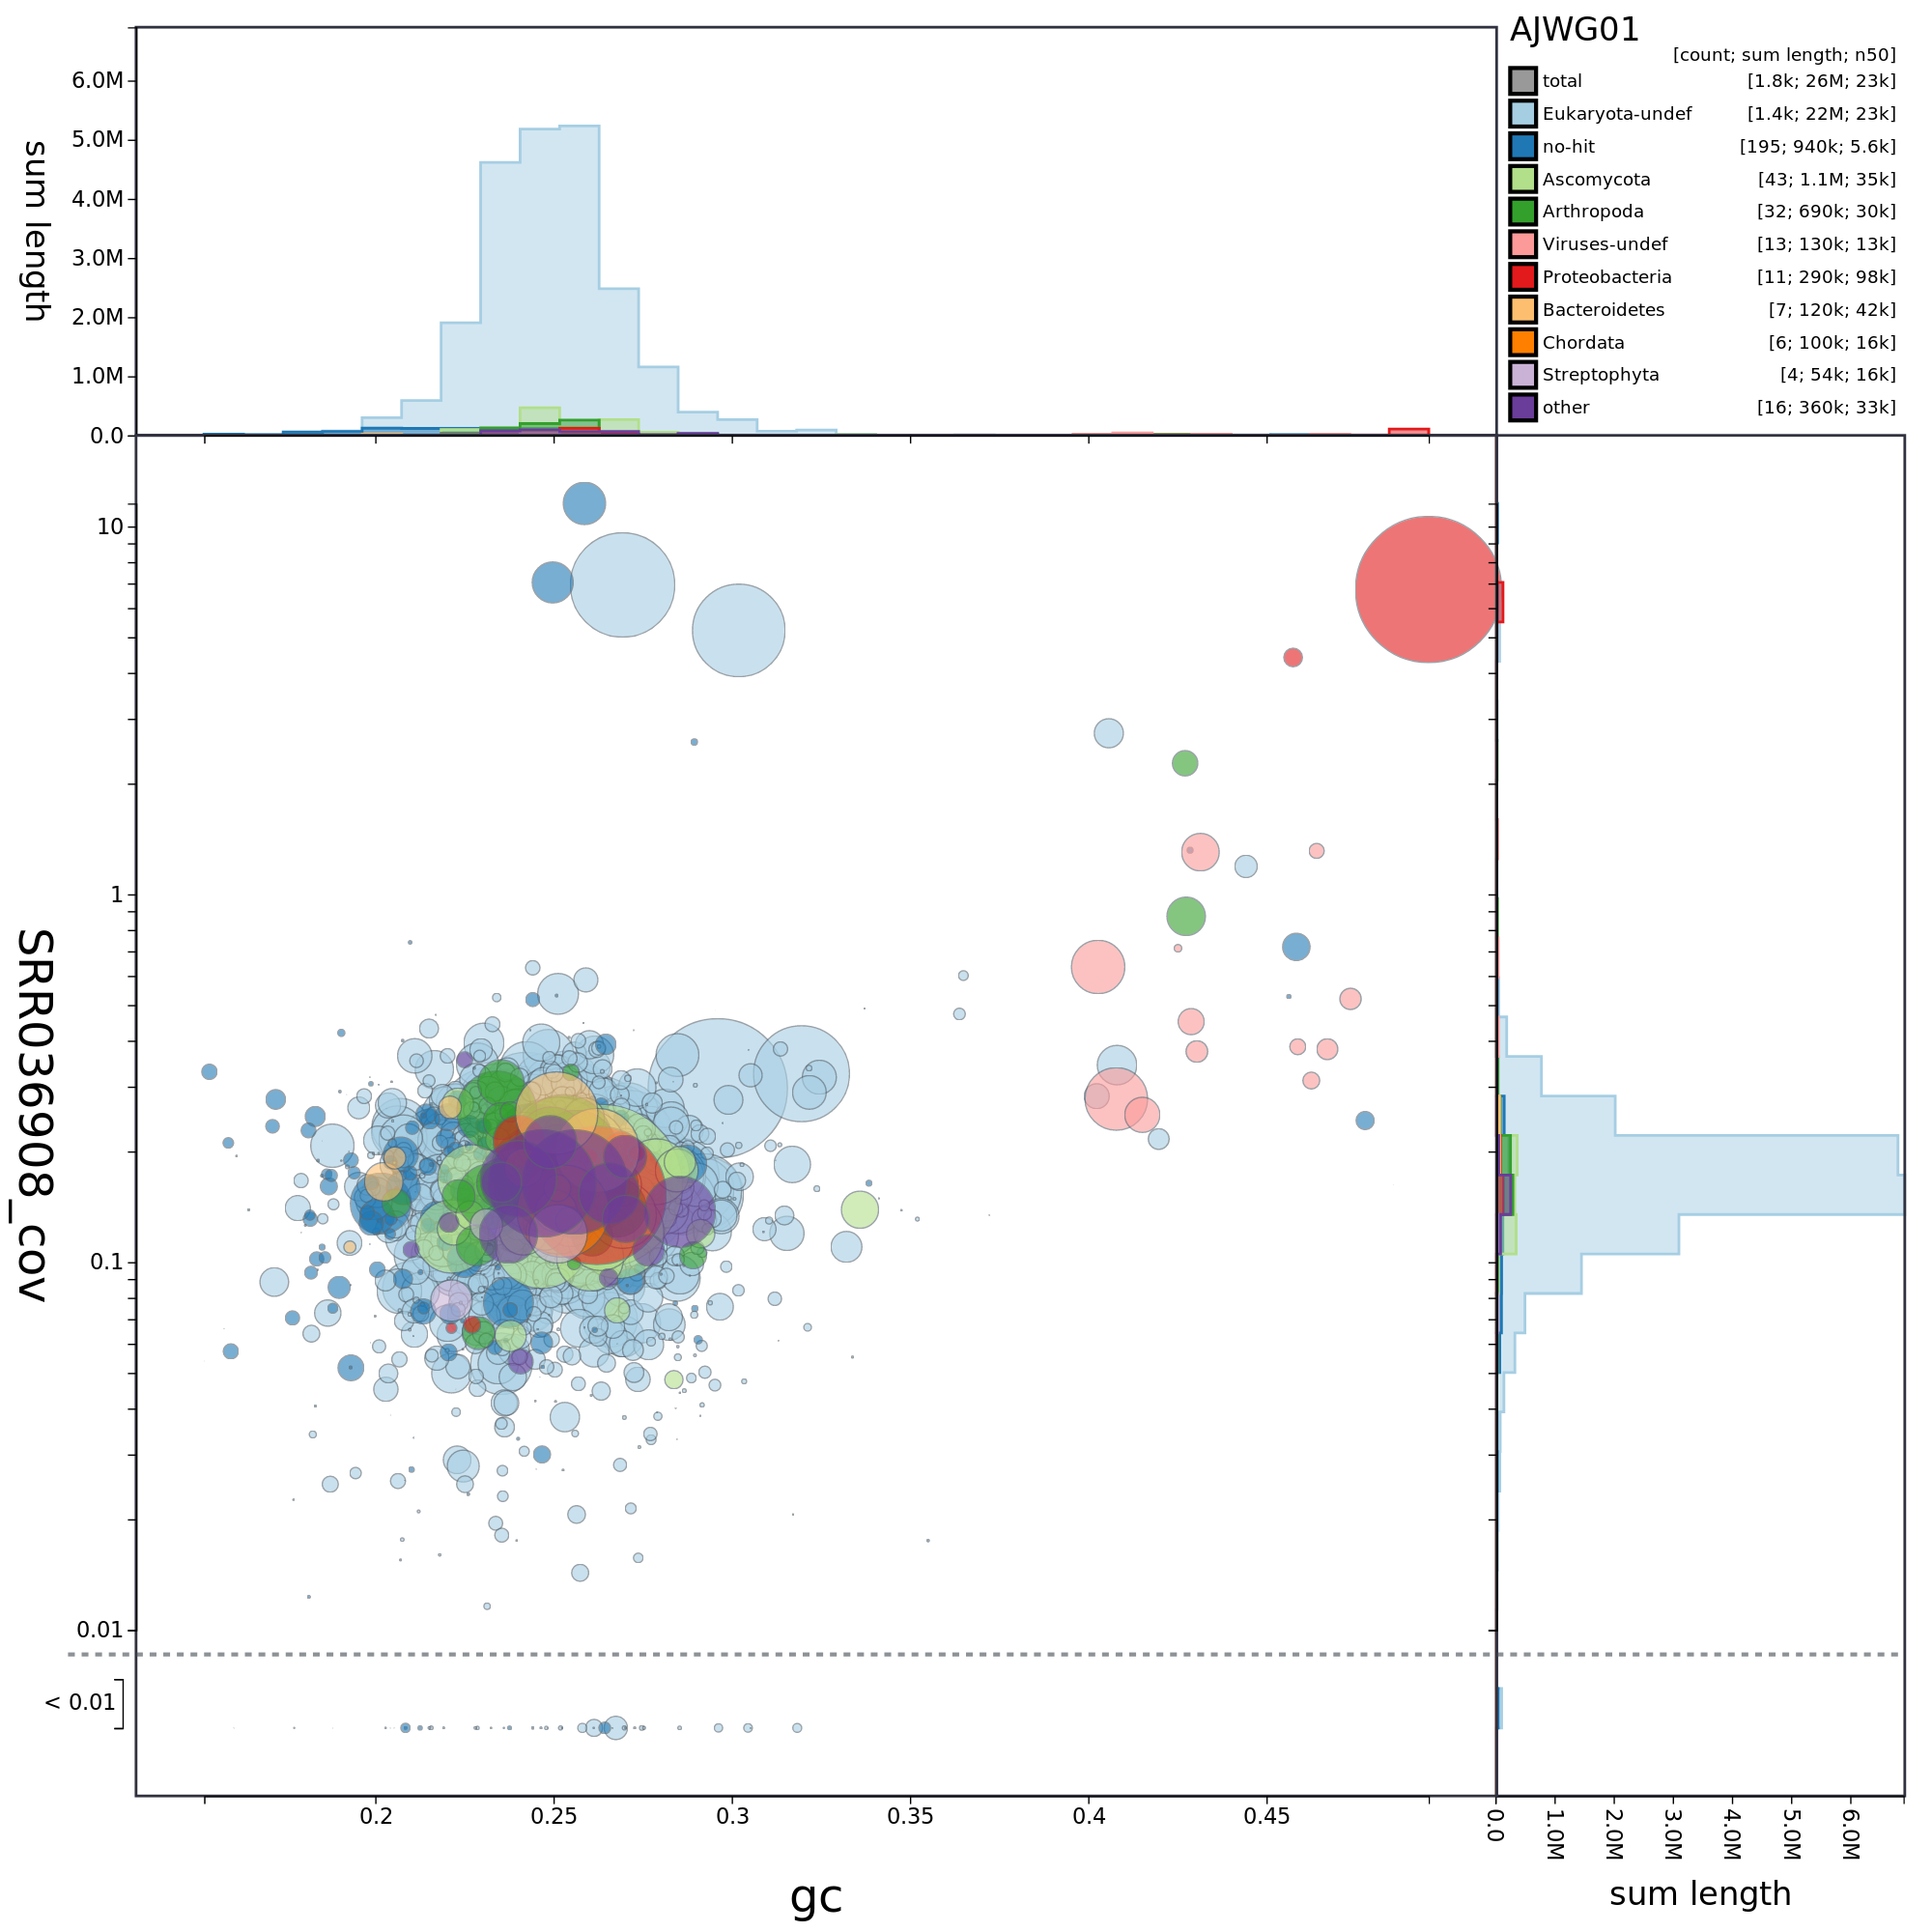 AJWG01
[count; sum length; n50]
total [1.8k; 26M; 23k]
Eukaryota-undef [1.4k; 22M; 23k]
no-hit [195; 940k; 5.6k]
Ascomycota [43; 1.1M; 35k]
Arthropoda [32; 690k; 30k]
Viruses-undef [13; 130k; 13k]
Proteobacteria [11; 290k; 98k]
Bacteroidetes [7; 120k; 42k]
Chordata [6; 100k; 16k]
Streptophyta [4; 54k; 16k]
other [16; 360k; 33k]
sum length
6.0M
5.0M
4.0M
3.0M
2.0M
1.0M
0.0
SRR036908_cov
10
1
0.1
0.01
< 0.01
0.2 0.25 0.3 0.35 0.4 0.45
gc
0.0 1.0M 2.0M 3.0M 4.0M 5.0M 6.0M
sum length